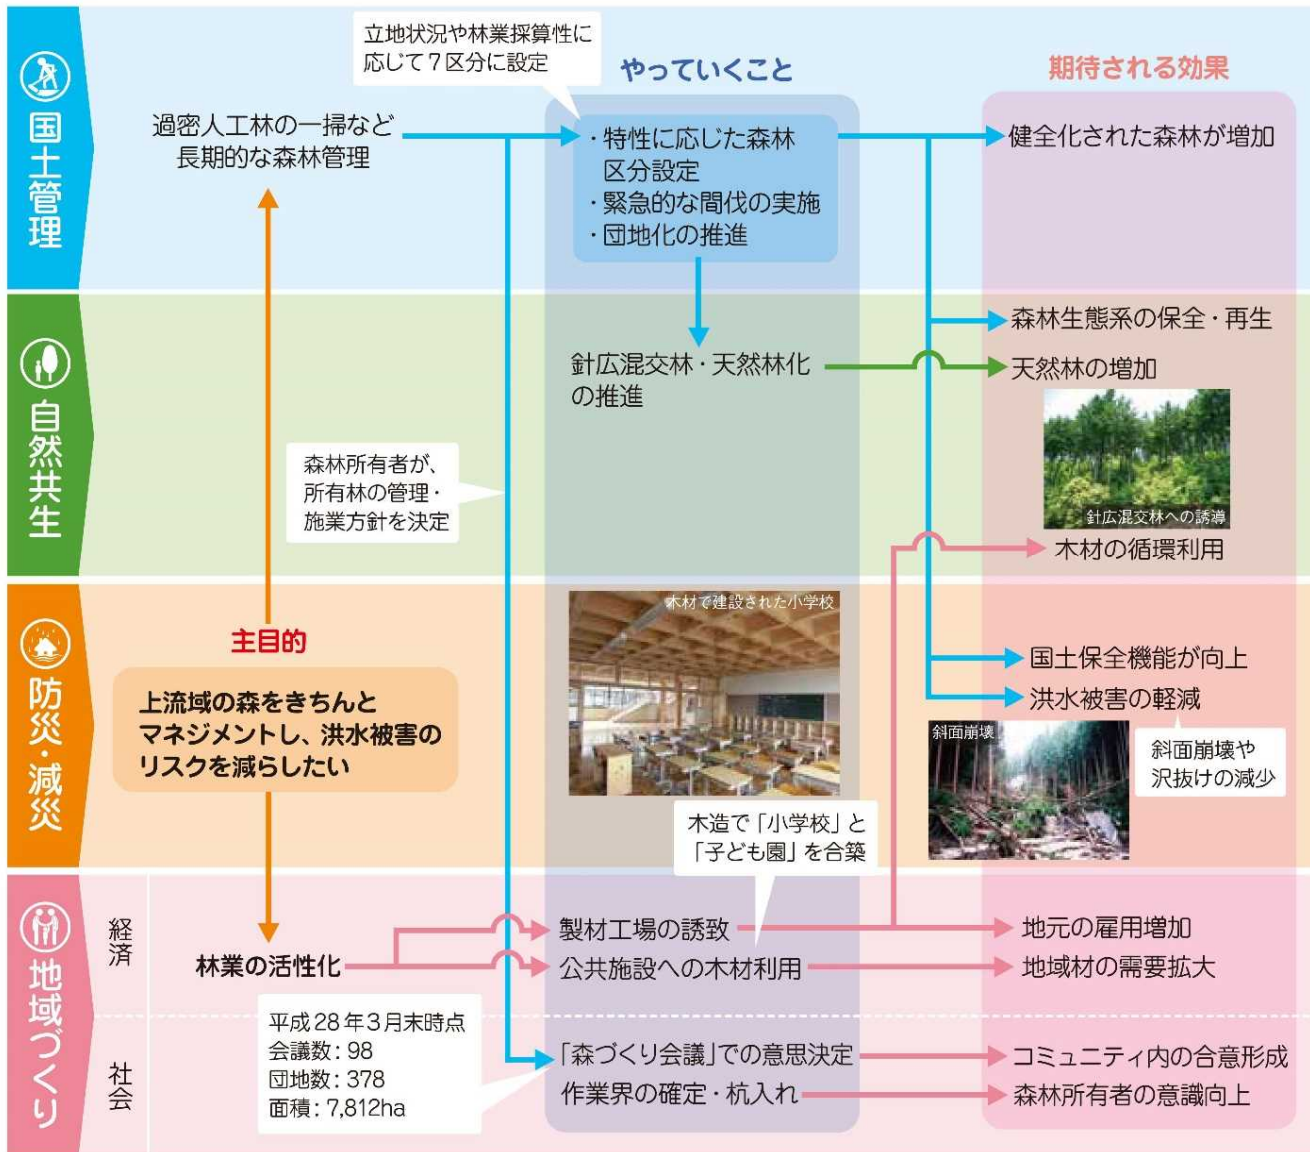 立地状況や林業採算性に
応じて7区分に設定
やっていくこと
期待される効果
国土管理
過密人工林の一掃など
長期的な森林管理
・特性に応じた森林
区分設定
・緊急的な間伐の実施
・団地化の推進
健全化された森林が増加
自然共生
針広混交林・天然林化
の推進
森林生態系の保全・再生
天然林の増加
針広混交林への誘導
木材の循環利用
森林所有者が、
所有林の管理・
施業方針を決定
防災・減災
主目的
上流域の森をきちんと
マネジメントし、洪水被害の
リスクを減らしたい
木材で建設された小学校
木造で「小学校」と
「子ども園」を合築
国土保全機能が向上
洪水被害の軽減
斜面崩壊
斜面崩壊や
沢抜けの減少
地域づくり
経済
林業の活性化
製材工場の誘致
公共施設への木材利用
地元の雇用増加
地域材の需要拡大
社会
平成28年3月末時点
会議数:98
団地数:378
面積:7,812ha
「森づくり会議」での意思決定
作業界の確定・杭入れ
コミュニティ内の合意形成
森林所有者の意識向上